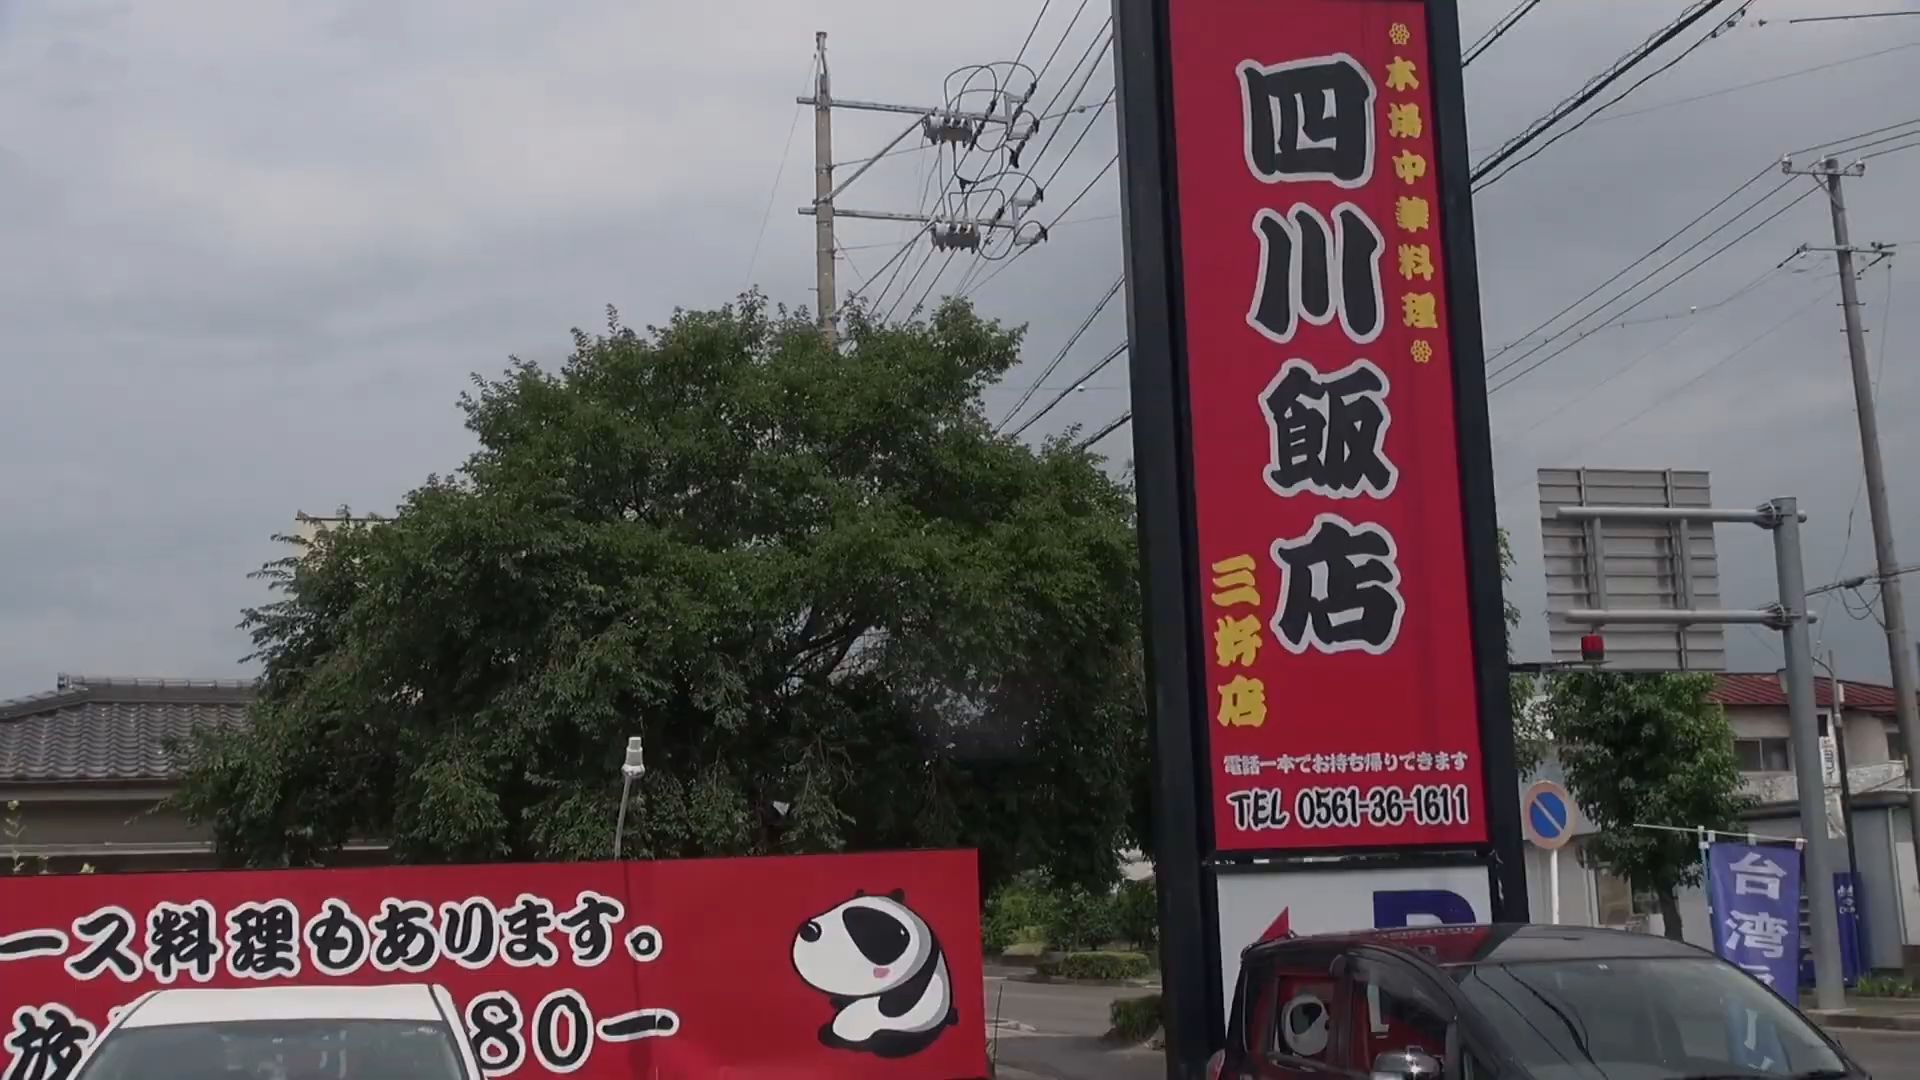 本場中華料理
四川飯店
三好店
電話一本でお持ち帰りできます
TEL 0561-36-1611
P
ース料理もあります。
放
80ー
台湾